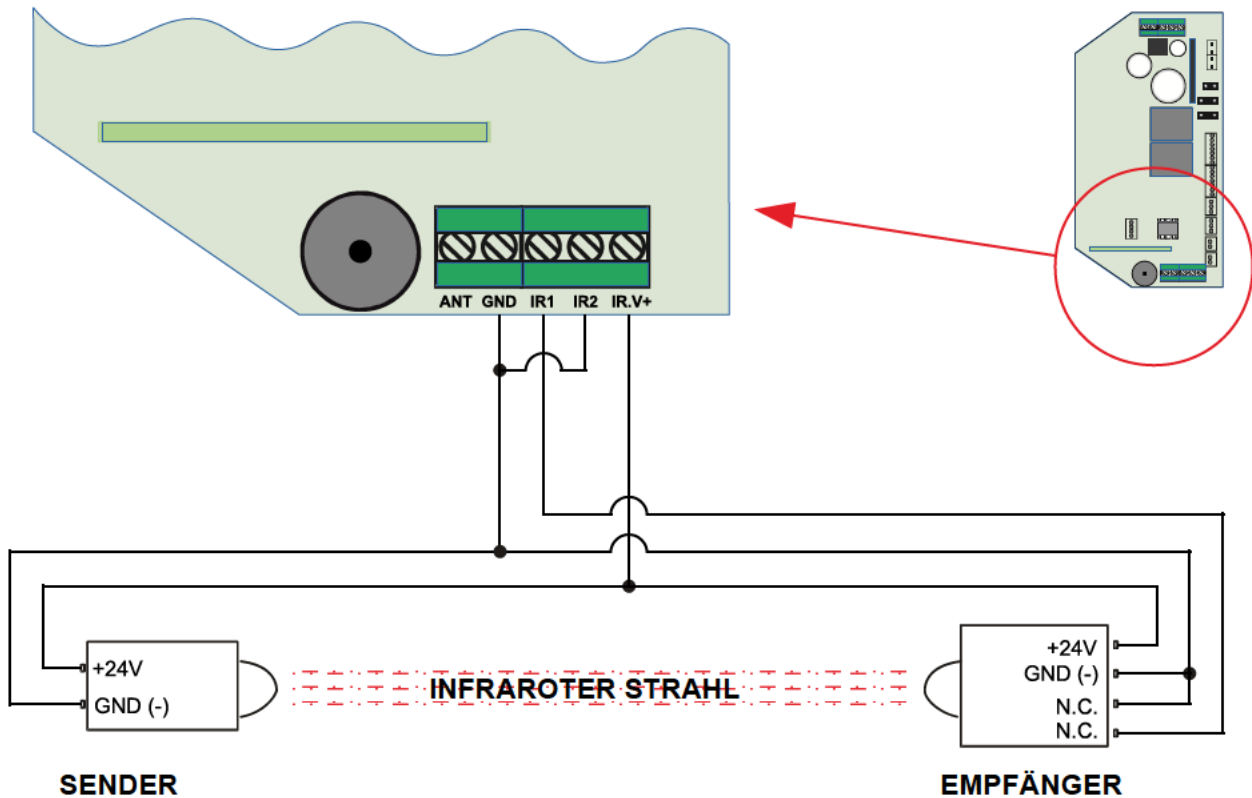 ANT GND IR1 IR2 IR.V+
+24V
GND (-)
INFRAROTER STRAHL
+24V
GND (-)
N.C.
N.C.
SENDER
EMPFÄNGER